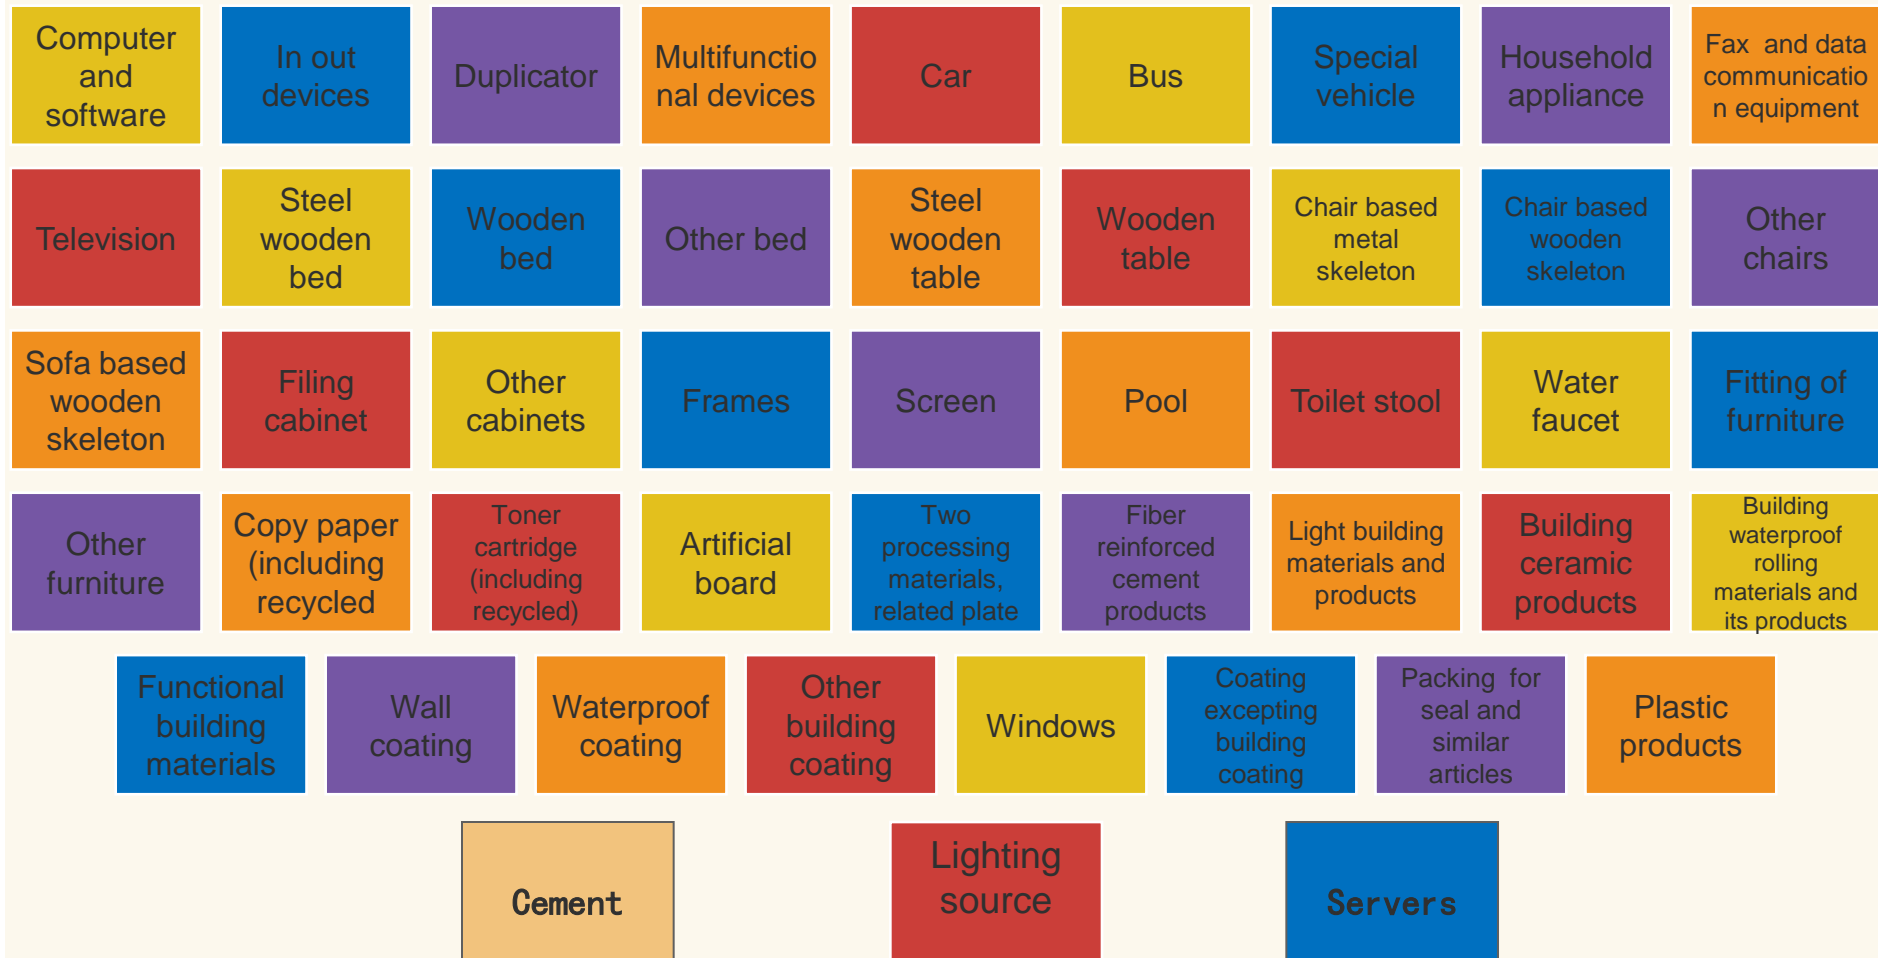 Computer
and
software
In out
devices
Duplicator
Multifunctio
nal devices
Car
Bus
Special
vehicle
Household
appliance
Fax and data
communicatio
n equipment
Television
Steel
wooden
bed
Wooden
bed
Other bed
Steel
wooden
table
Wooden
table
Chair based
metal
skeleton
Chair based
wooden
skeleton
Other
chairs
Sofa based
wooden
skeleton
Filing
cabinet
Other
cabinets
Frames
Screen
Pool
Toilet stool
Water
faucet
Fitting of
furniture
Other
furniture
Copy paper
(including
recycled
Toner
cartridge
(including
recycled)
Artificial
board
Two
processing
materials,
related plate
Fiber
reinforced
cement
products
Light building
materials and
products
Building
ceramic
products
Building
waterproof
rolling
materials and
its products
Functional
building
materials
Wall
coating
Waterproof
coating
Other
building
coating
Windows
Coating
excepting
building
coating
Packing for
seal and
similar
articles
Plastic
products
Cement
Lighting
source
Servers